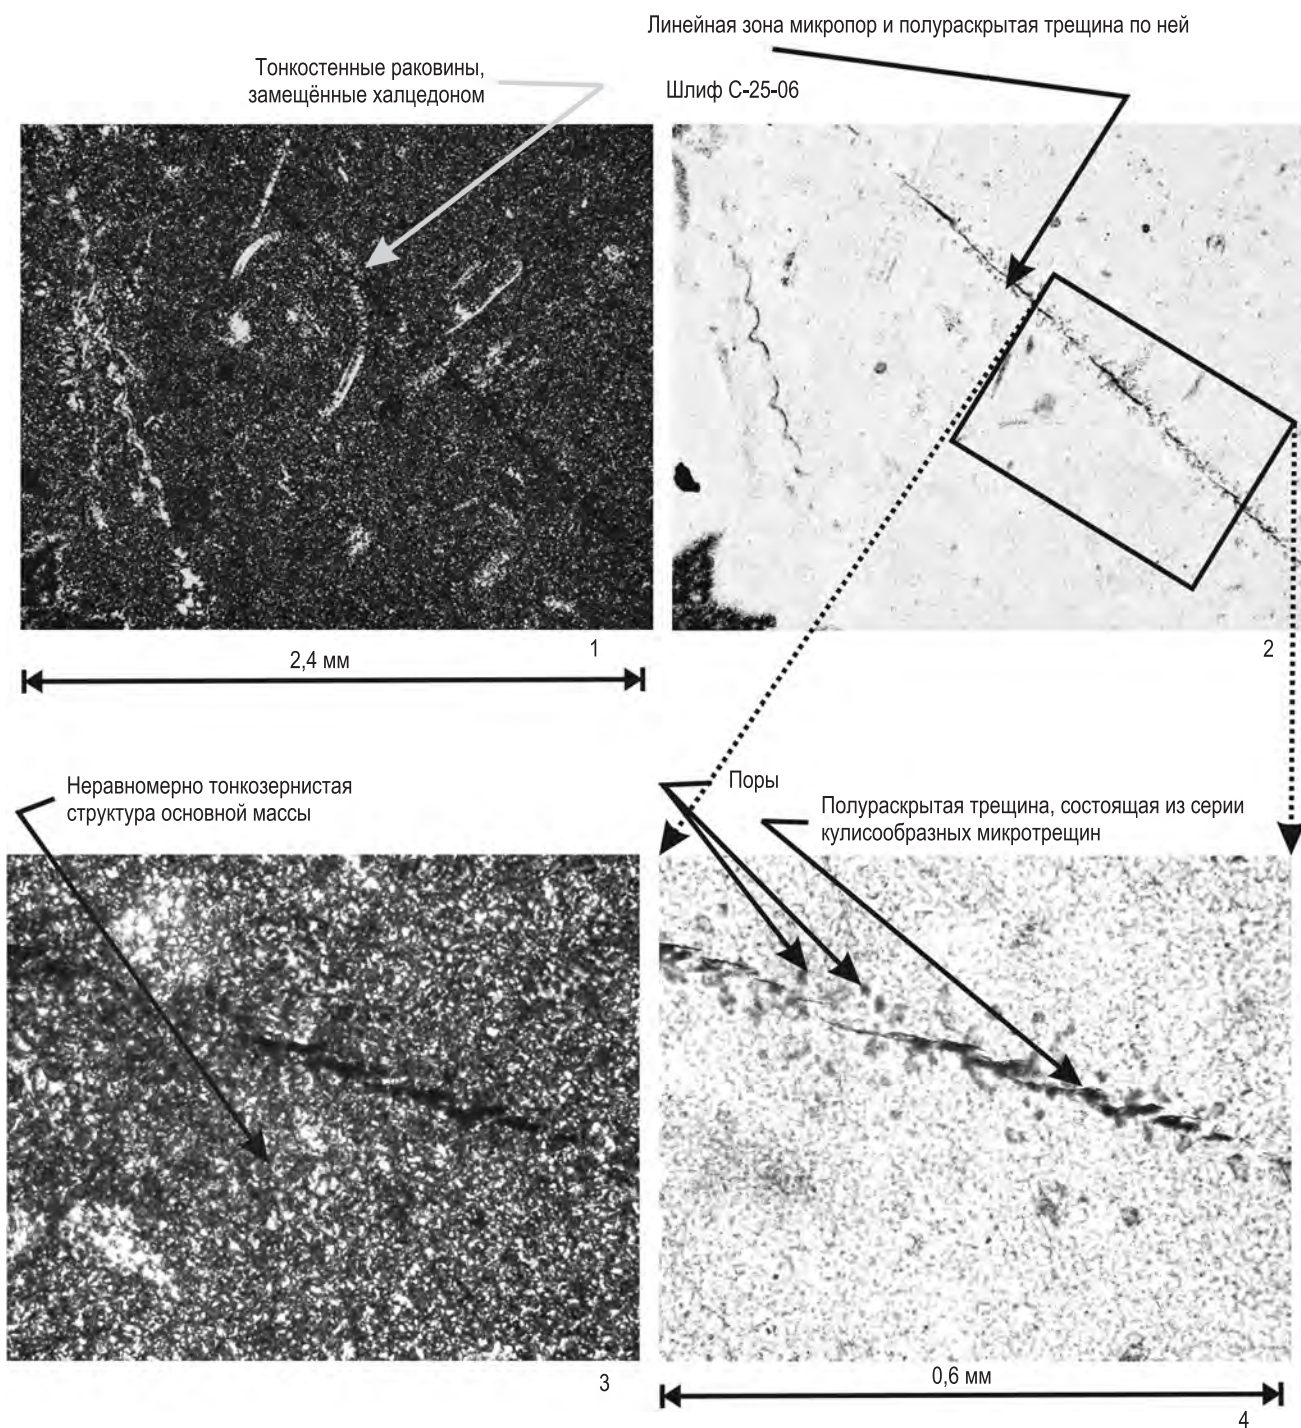 Линейная зона микропор и полураскрытая трещина по ней
Тонкостенные раковины,
замещённые халцедоном
Шлиф С-25-06
1
2
2,4 мм
Неравномерно тонкозернистая
структура основной массы
Поры
Полураскрытая трещина, состоящая из серии
кулисообразных микротрещин
3
0,6 мм
4